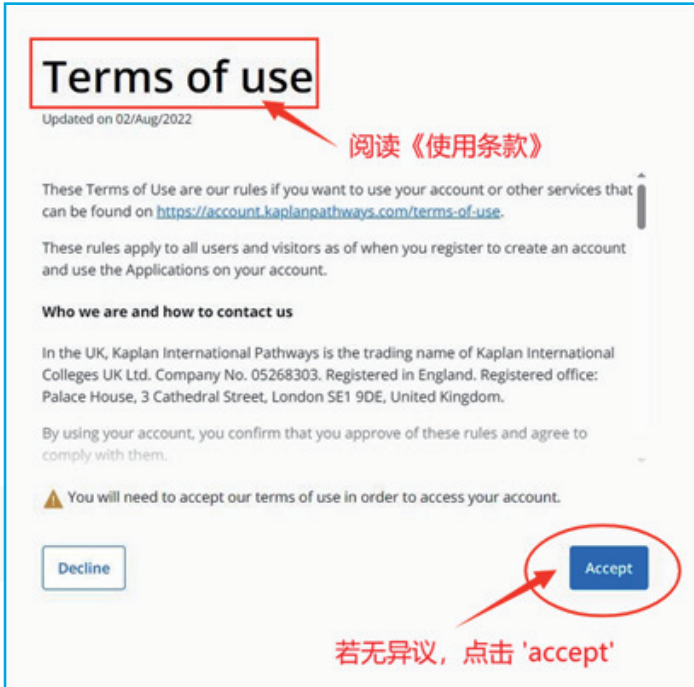 Terms of use
Updated on 02/Aug/2022
阅读《使用条款》
These Terms of Use are our rules if you want to use your account or other services that
can be found on https://account.kaplanpathways.com/terms-of-use.
These rules apply to all users and visitors as of when you register to create an account
and use the Applications on your account.
Who we are and how to contact us
In the UK, Kaplan International Pathways is the trading name of Kaplan International
Colleges UK Ltd. Company No. 05268303. Registered in England. Registered office:
Palace House, 3 Cathedral Street, London SE1 9DE, United Kingdom.
By using your account, you confirm that you approve of these rules and agree to
comply with them.
You will need to accept our terms of use in order to access your account.
Decline
Accept
若无异议，点击 'accept'